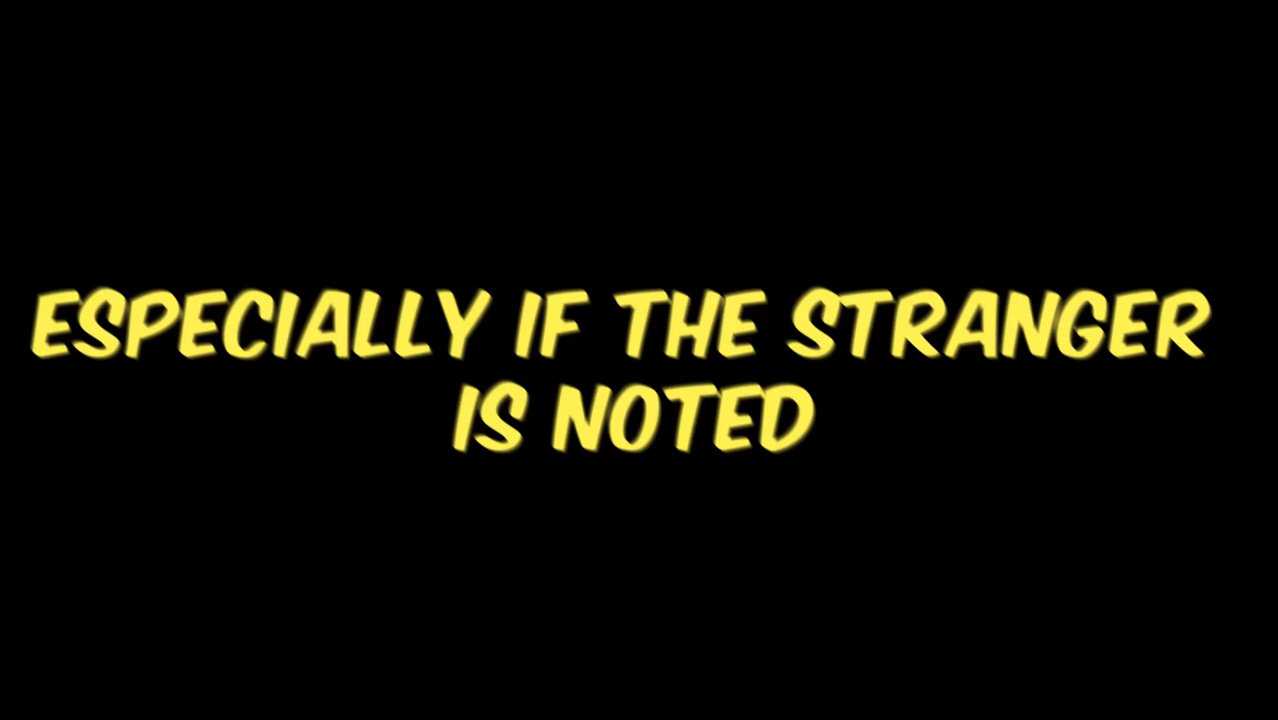 ESPECIALLY IF THE STRANGER
IS NOTED